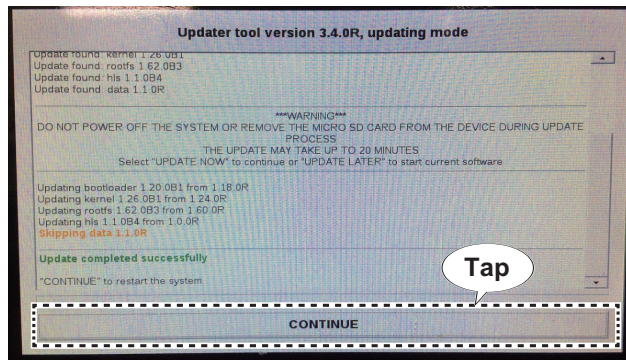 Updater tool version 3.4.0R, updating mode
Update found: kernel 1.26.0B1
Update found: rootfs 1.62.0B3
Update found: hls 1.1.0B4
Update found: data 1.1.0R
***WARNING***
DO NOT POWER OFF THE SYSTEM OR REMOVE THE MICRO SD CARD FROM THE DEVICE DURING UPDATE
PROCESS
THE UPDATE MAY TAKE UP TO 20 MINUTES
Select "UPDATE NOW" to continue or "UPDATE LATER" to start current software
Updating bootloader 1.20.0B1 from 1.18.0R
Updating kernel 1.26.0B1 from 1.24.0R
Updating rootfs 1.62.0B3 from 1.60.0R
Updating hls 1.1.0B4 from 1.0.0R
Skipping data 1.1.0R
Update completed successfully
"CONTINUE" to restart the system
Tap
CONTINUE